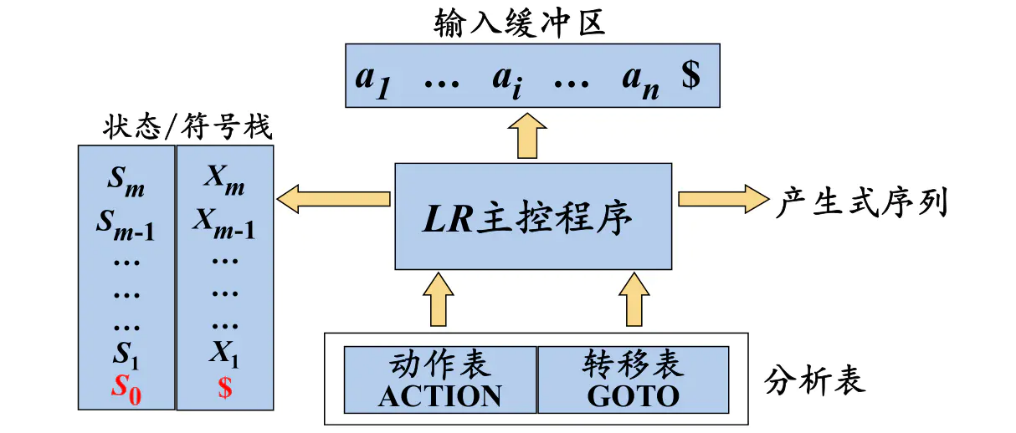 输入缓冲区
a1 … ai … an $
状态/符号栈
Sm Xm
Sm-1 Xm-1
… …
… …
… …
S1 X1
S0 $
LR主控程序
产生式序列
动作表 转移表
ACTION GOTO
分析表